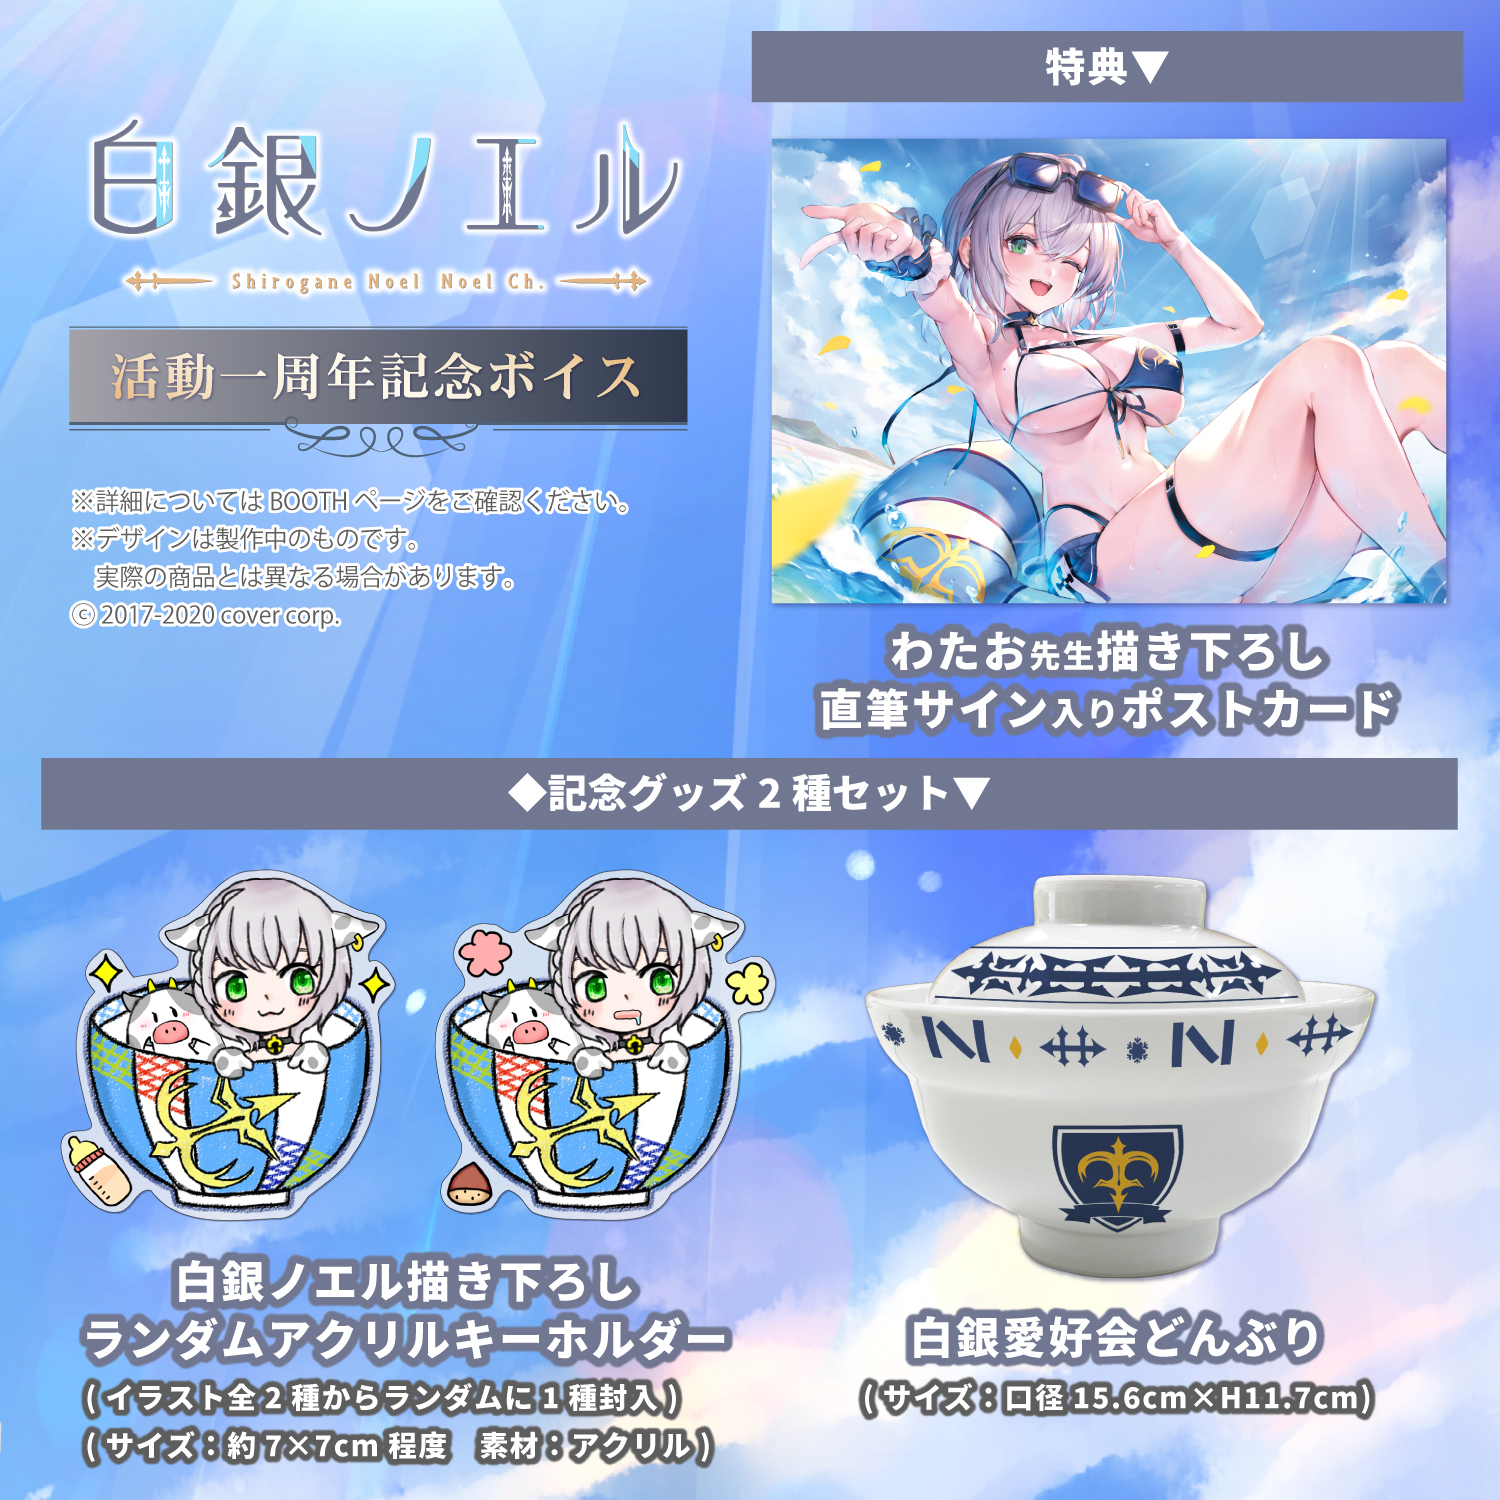 白銀ノエル
Shirogane Noel Noel Ch.
活動一周年記念ボイス
※詳細については BOOTH ページをご確認ください。
※デザインは製作中のものです。
実際の商品とは異なる場合があります。
© 2017-2020 cover corp.
特典▼
わたお先生描き下ろし
直筆サイン入りポストカード
◆記念グッズ 2 種セット▼
白銀ノエル描き下ろし
ランダムアクリルキーホルダー
( イラスト全 2 種からランダムに 1 種封入 )
( サイズ：約 7×7cm 程度　素材：アクリル )
N N
白銀愛好会どんぶり
( サイズ：口径 15.6cm×H11.7cm)